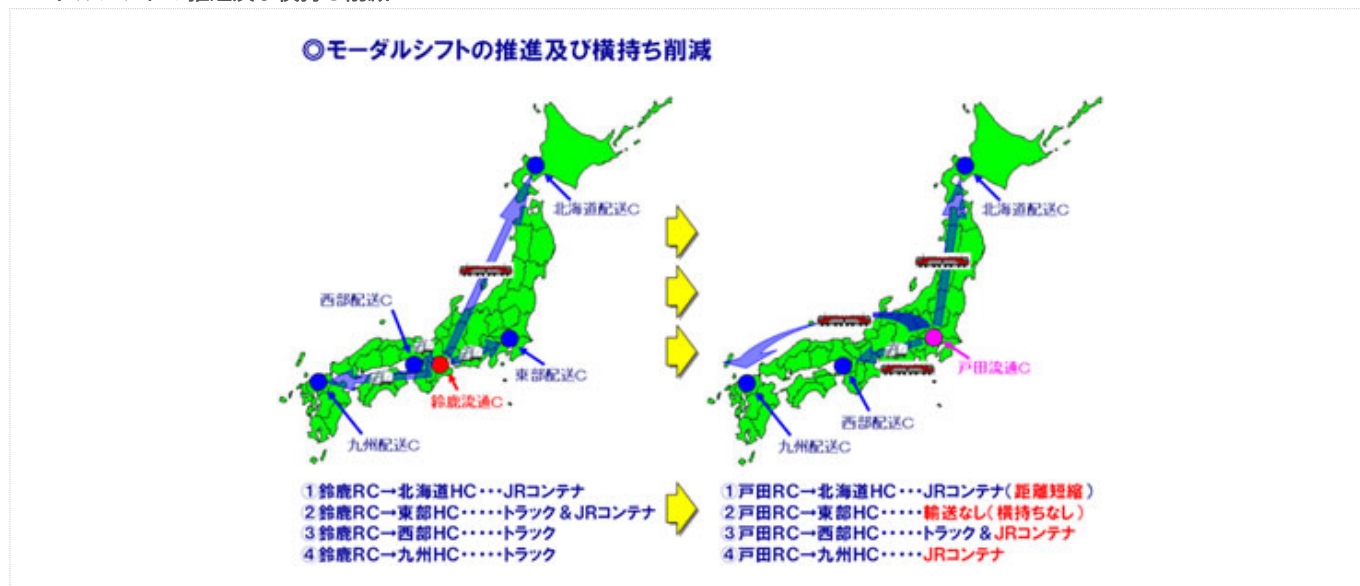 ◎モーダルシフトの推進及び横持ち削減
北海道配送C
西部配送C
東部配送C
鈴鹿流通C
九州配送C
①鈴鹿RC→北海道HC・・・JRコンテナ
②鈴鹿RC→東部HC・・・・・トラック&JRコンテナ
③鈴鹿RC→西部HC・・・・・トラック
④鈴鹿RC→九州HC・・・・・トラック
北海道配送C
戸田流通C
西部配送C
九州配送C
①戸田RC→北海道HC・・・JRコンテナ(距離短縮)
②戸田RC→東部HC・・・・・輸送なし(横持ちなし)
③戸田RC→西部HC・・・・・トラック&JRコンテナ
④戸田RC→九州HC・・・・・JRコンテナ